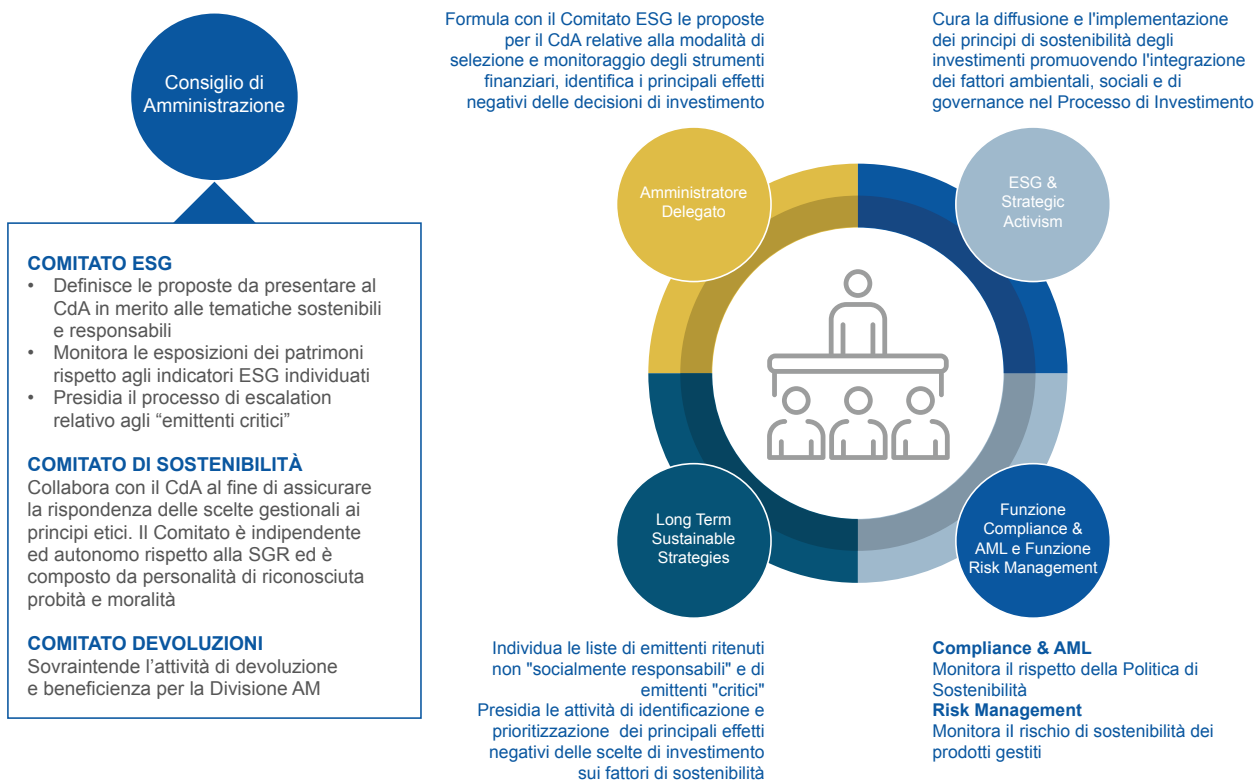 Consiglio di
Amministrazione
COMITATO ESG
• Definisce le proposte da presentare al
CdA in merito alle tematiche sostenibili
e responsabili
• Monitora le esposizioni dei patrimoni
rispetto agli indicatori ESG individuati
• Presidia il processo di escalation
relativo agli “emittenti critici”
COMITATO DI SOSTENIBILITÀ
Collabora con il CdA al fine di assicurare
la rispondenza delle scelte gestionali ai
principi etici. Il Comitato è indipendente
ed autonomo rispetto alla SGR ed è
composto da personalità di riconosciuta
probità e moralità
COMITATO DEVOLUZIONI
Sovraintende l’attività di devoluzione
e beneficienza per la Divisione AM
Formula con il Comitato ESG le proposte
per il CdA relative alla modalità di
selezione e monitoraggio degli strumenti
finanziari, identifica i principali effetti
negativi delle decisioni di investimento
Cura la diffusione e l'implementazione
dei principi di sostenibilità degli
investimenti promuovendo l'integrazione
dei fattori ambientali, sociali e di
governance nel Processo di Investimento
Amministratore
Delegato
ESG &
Strategic
Activism
Long Term
Sustainable
Strategies
Funzione
Compliance &
AML e Funzione
Risk Management
Individua le liste di emittenti ritenuti
non "socialmente responsabili" e di
emittenti "critici"
Presidia le attività di identificazione e
prioritizzazione dei principali effetti
negativi delle scelte di investimento
sui fattori di sostenibilità
Compliance & AML
Monitora il rispetto della Politica di
Sostenibilità
Risk Management
Monitora il rischio di sostenibilità dei
prodotti gestiti